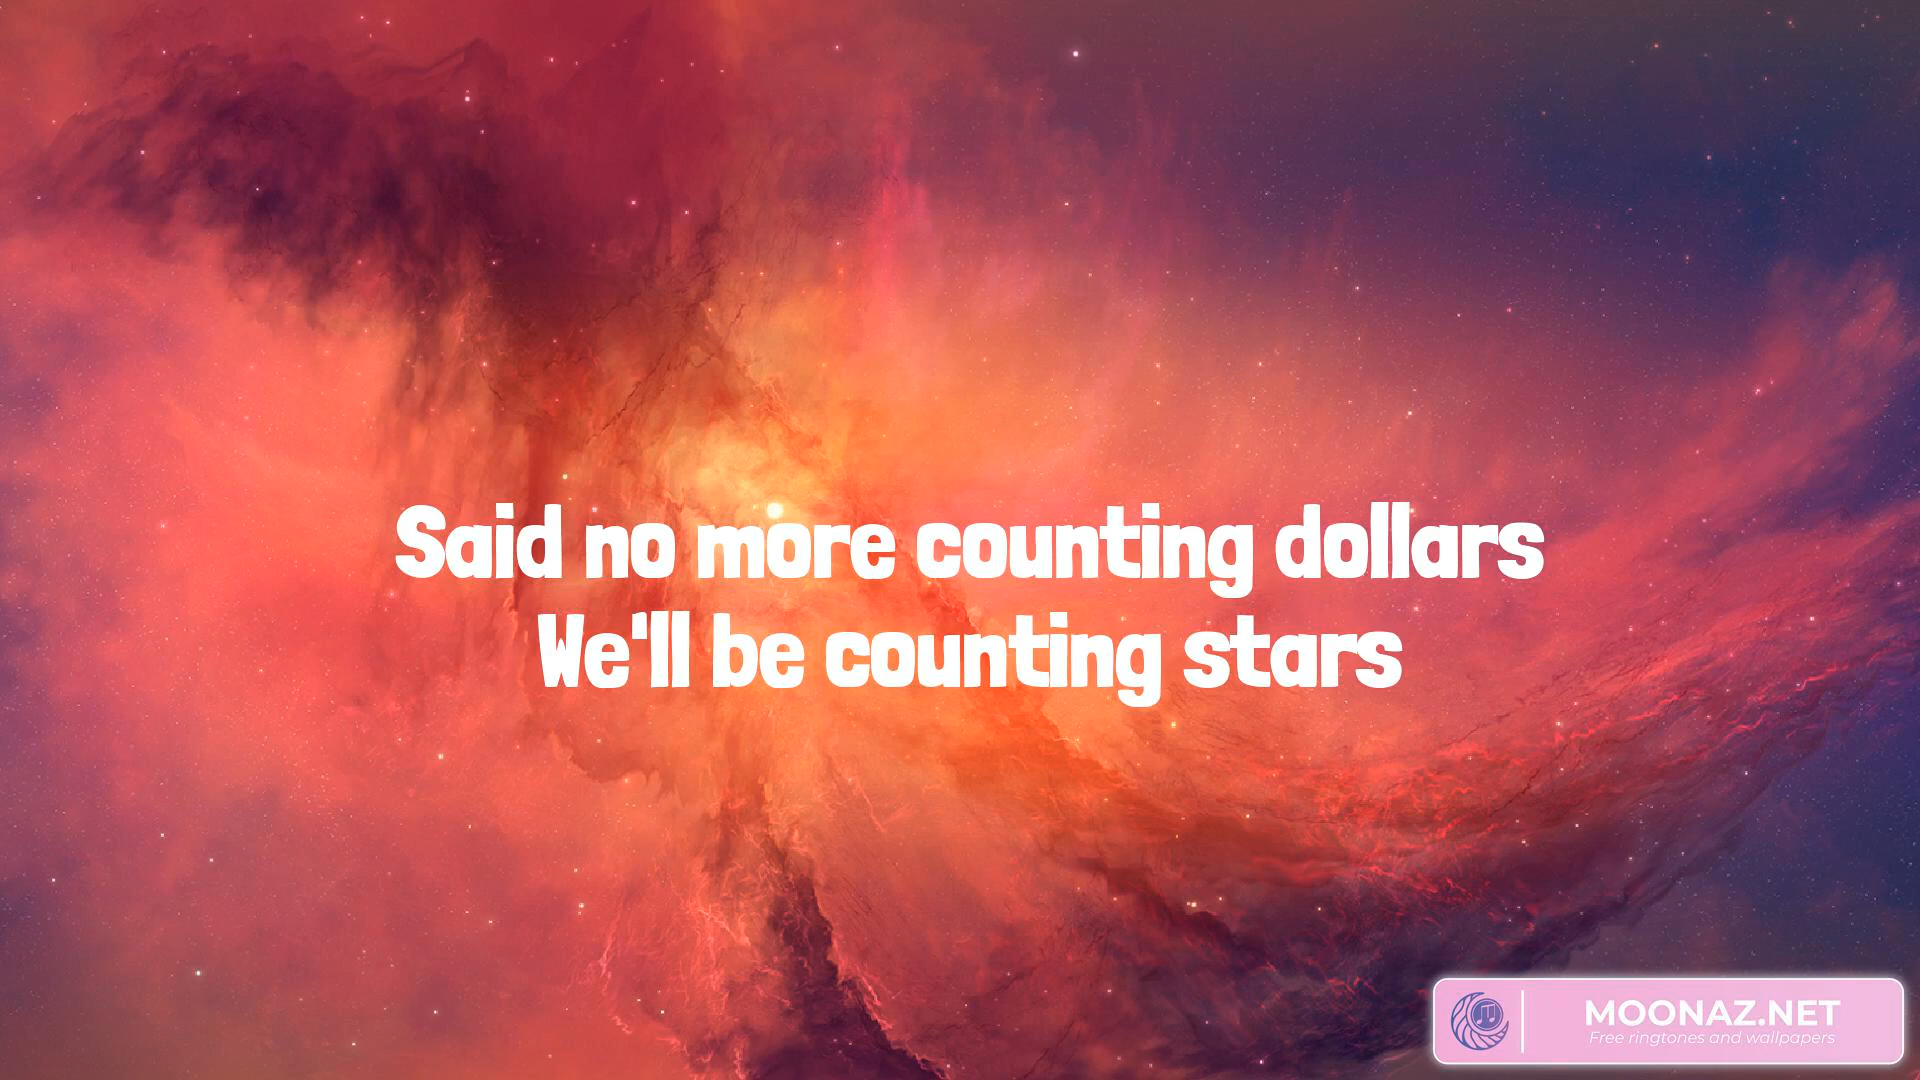 Said no more counting dollars
We'll be counting stars
MOONAZ.NET
Free ringtones and wallpapers